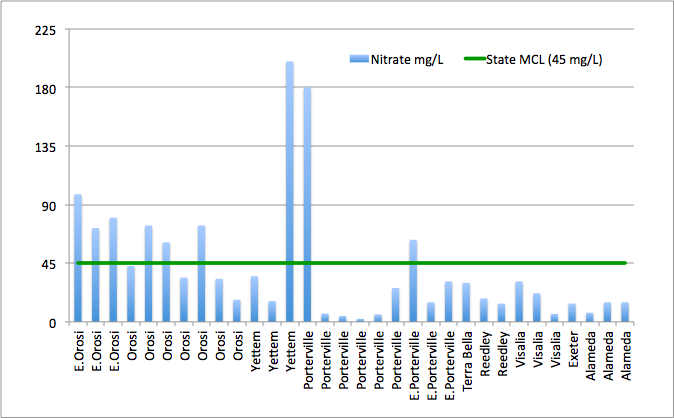 225
180
135
90
45
0
Nitrate mg/L
State MCL (45 mg/L)
E.Orosi
E.Orosi
E.Orosi
Orosi
Orosi
Orosi
Orosi
Orosi
Orosi
Orosi
Yettem
Yettem
Yettem
Porterville
Porterville
Porterville
Porterville
Porterville
Porterville
E.Porterville
E.Porterville
E.Porterville
Terra Bella
Reedley
Reedley
Visalia
Visalia
Visalia
Exeter
Alameda
Alameda
Alameda